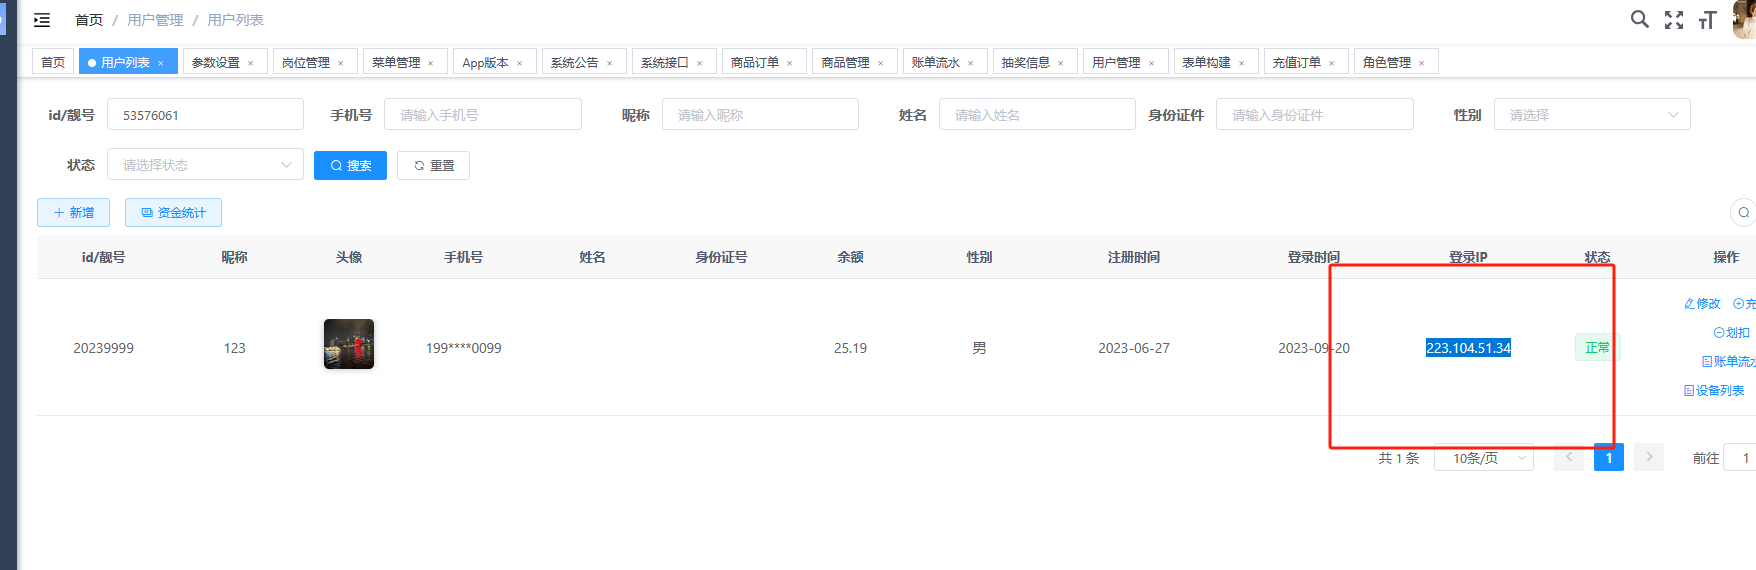 首页 / 用户管理 / 用户列表
首页 用户列表 × 参数设置 × 岗位管理 × 菜单管理 × App版本 × 系统公告 × 系统接口 × 商品订单 × 商品管理 × 账单流水 × 抽奖信息 × 用户管理 × 表单构建 × 充值订单 × 角色管理 ×
id/靓号 53576061 手机号 请输入手机号 昵称 请输入昵称 姓名 请输入姓名 身份证件 请输入身份证件 性别 请选择
状态 请选择状态 搜索 重置
新增 资金统计
id/靓号 昵称 头像 手机号 姓名 身份证号 余额 性别 注册时间 登录时间 登录IP 状态 操作
修改 充
划扣
20239999 123 199****0099 25.19 男 2023-06-27 2023-09-20 223.104.51.34 正常
账单流水
设备列表
共 1 条 10条/页 1 前往 1